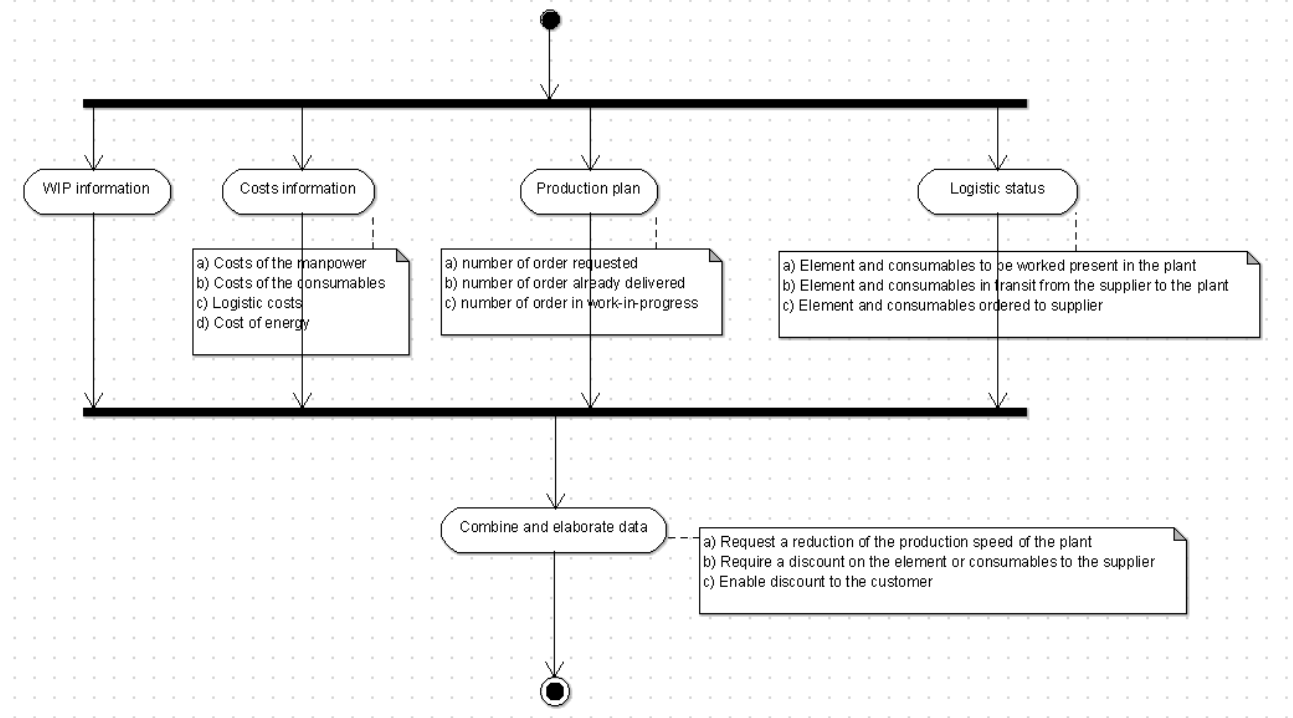 WIP information
Costs information
Production plan
Logistic status
a) Costs of the manpower
b) Costs of the consumables
c) Logistic costs
d) Cost of energy
a) number of order requested
b) number of order already delivered
c) number of order in work-in-progress
a) Element and consumables to be worked present in the plant
b) Element and consumables in transit from the supplier to the plant
c) Element and consumables ordered to supplier
Combine and elaborate data
a) Request a reduction of the production speed of the plant
b) Require a discount on the element or consumables to the supplier
c) Enable discount to the customer